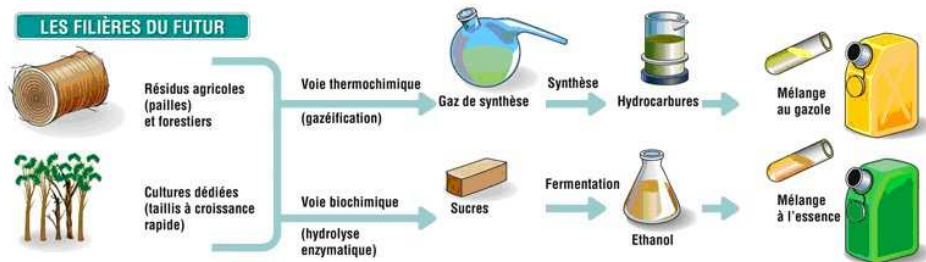 LES FILIÈRES DU FUTUR
Résidus agricoles
(pailles)
et forestiers
Voie thermochimique
(gazéification)
Gaz de synthèse
Synthèse
Hydrocarbures
Mélange
au gazole
Cultures dédiées
(taillis à croissance
rapide)
Voie biochimique
(hydrolyse
enzymatique)
Sucres
Fermentation
Ethanol
Mélange
à l'essence